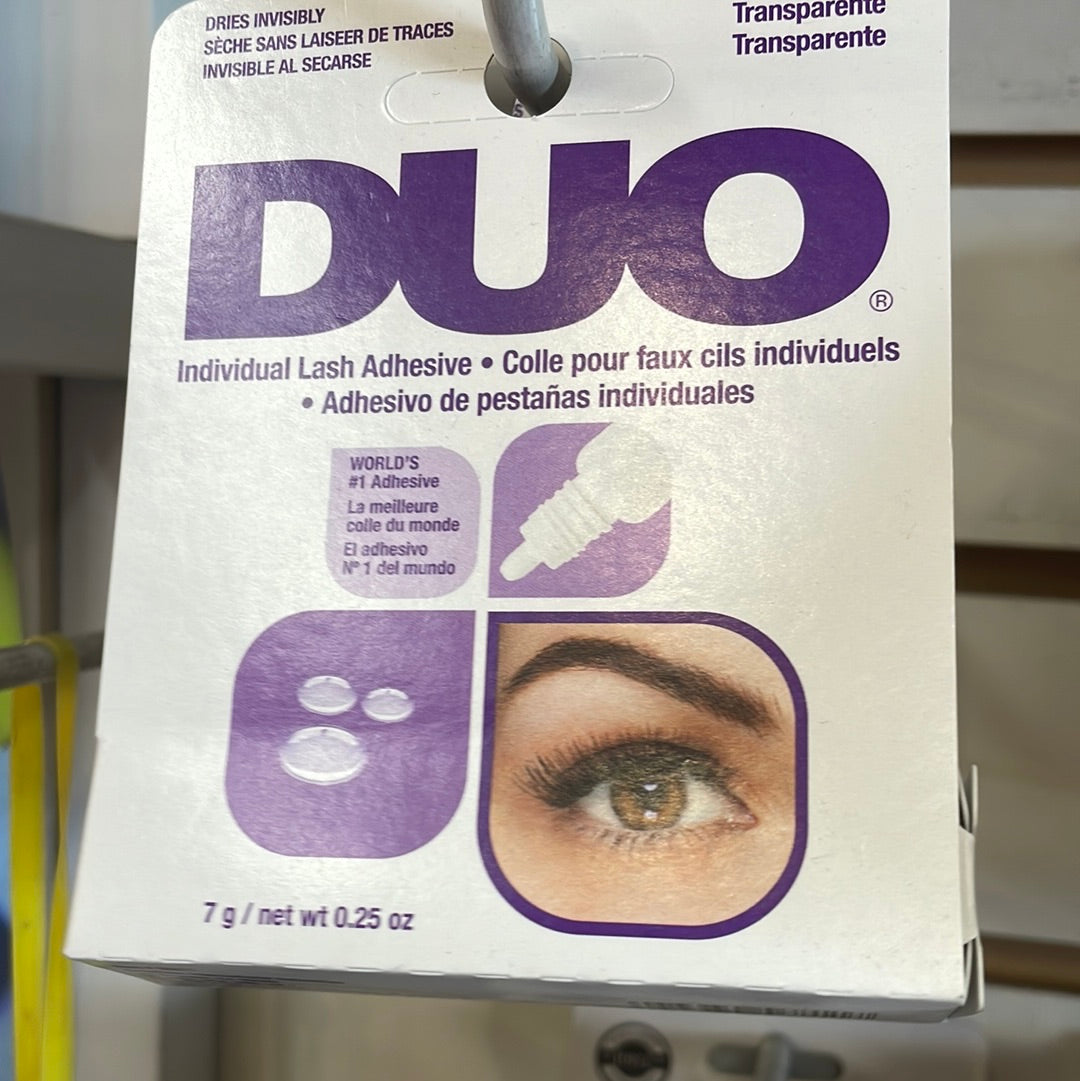 DRIES INVISIBLY
SÈCHE SANS LAISEER DE TRACES
INVISIBLE AL SECARSE
Transparente
Transparente
DUO®
Individual Lash Adhesive • Colle pour faux cils individuels
• Adhesivo de pestañas individuales
WORLD'S
#1 Adhesive
La meilleure
colle du monde
El adhesivo
Nº 1 del mundo
7 g / net wt 0.25 oz